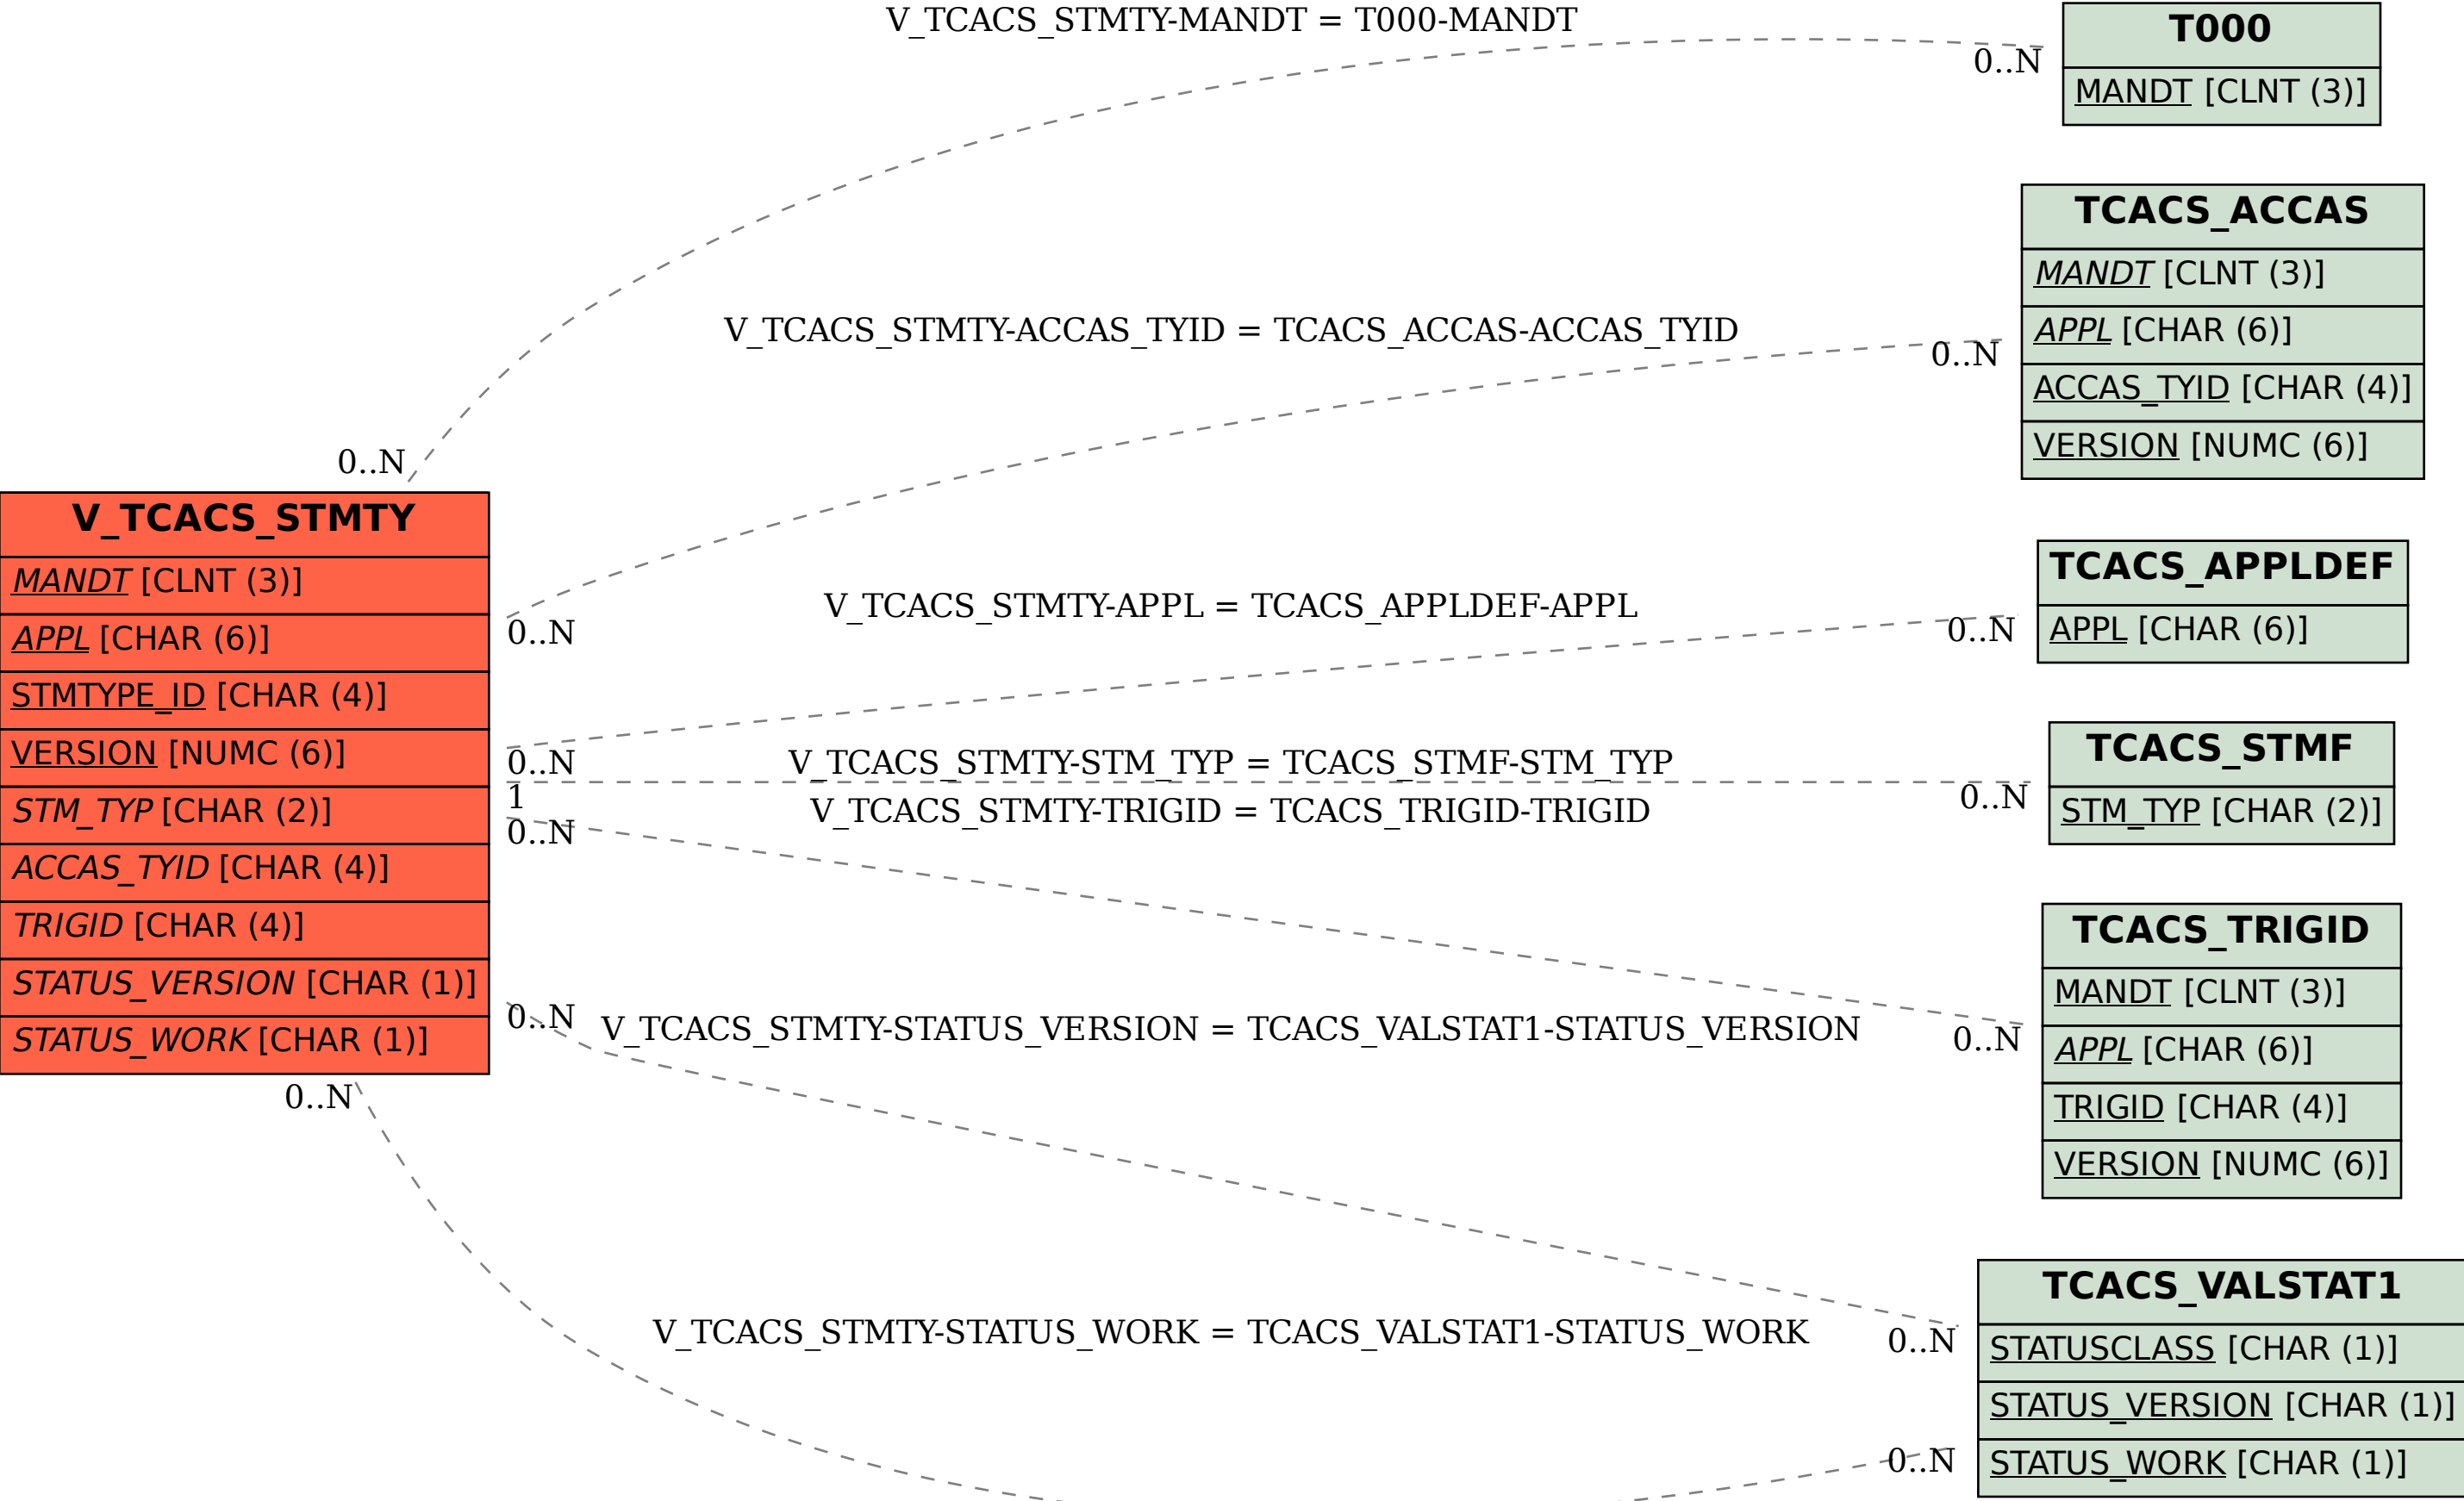 V_TCACS_STMTY-MANDT = T000-MANDT
0..N
0..N
T000
MANDT [CLNT (3)]
V_TCACS_STMTY-ACCAS_TYID = TCACS_ACCAS-ACCAS_TYID
0..N
0..N
TCACS_ACCAS
MANDT [CLNT (3)]
APPL [CHAR (6)]
ACCAS_TYID [CHAR (4)]
VERSION [NUMC (6)]
V_TCACS_STMTY
MANDT [CLNT (3)]
APPL [CHAR (6)]
STMTYPE_ID [CHAR (4)]
VERSION [NUMC (6)]
STM_TYP [CHAR (2)]
ACCAS_TYID [CHAR (4)]
TRIGID [CHAR (4)]
STATUS_VERSION [CHAR (1)]
STATUS_WORK [CHAR (1)]
V_TCACS_STMTY-APPL = TCACS_APPLDEF-APPL
0..N
0..N
TCACS_APPLDEF
APPL [CHAR (6)]
V_TCACS_STMTY-STM_TYP = TCACS_STMF-STM_TYP
1
0..N
TCACS_STMF
STM_TYP [CHAR (2)]
V_TCACS_STMTY-TRIGID = TCACS_TRIGID-TRIGID
0..N
0..N
TCACS_TRIGID
MANDT [CLNT (3)]
APPL [CHAR (6)]
TRIGID [CHAR (4)]
VERSION [NUMC (6)]
V_TCACS_STMTY-STATUS_VERSION = TCACS_VALSTAT1-STATUS_VERSION
0..N
0..N
V_TCACS_STMTY-STATUS_WORK = TCACS_VALSTAT1-STATUS_WORK
0..N
0..N
TCACS_VALSTAT1
STATUSCLASS [CHAR (1)]
STATUS_VERSION [CHAR (1)]
STATUS_WORK [CHAR (1)]